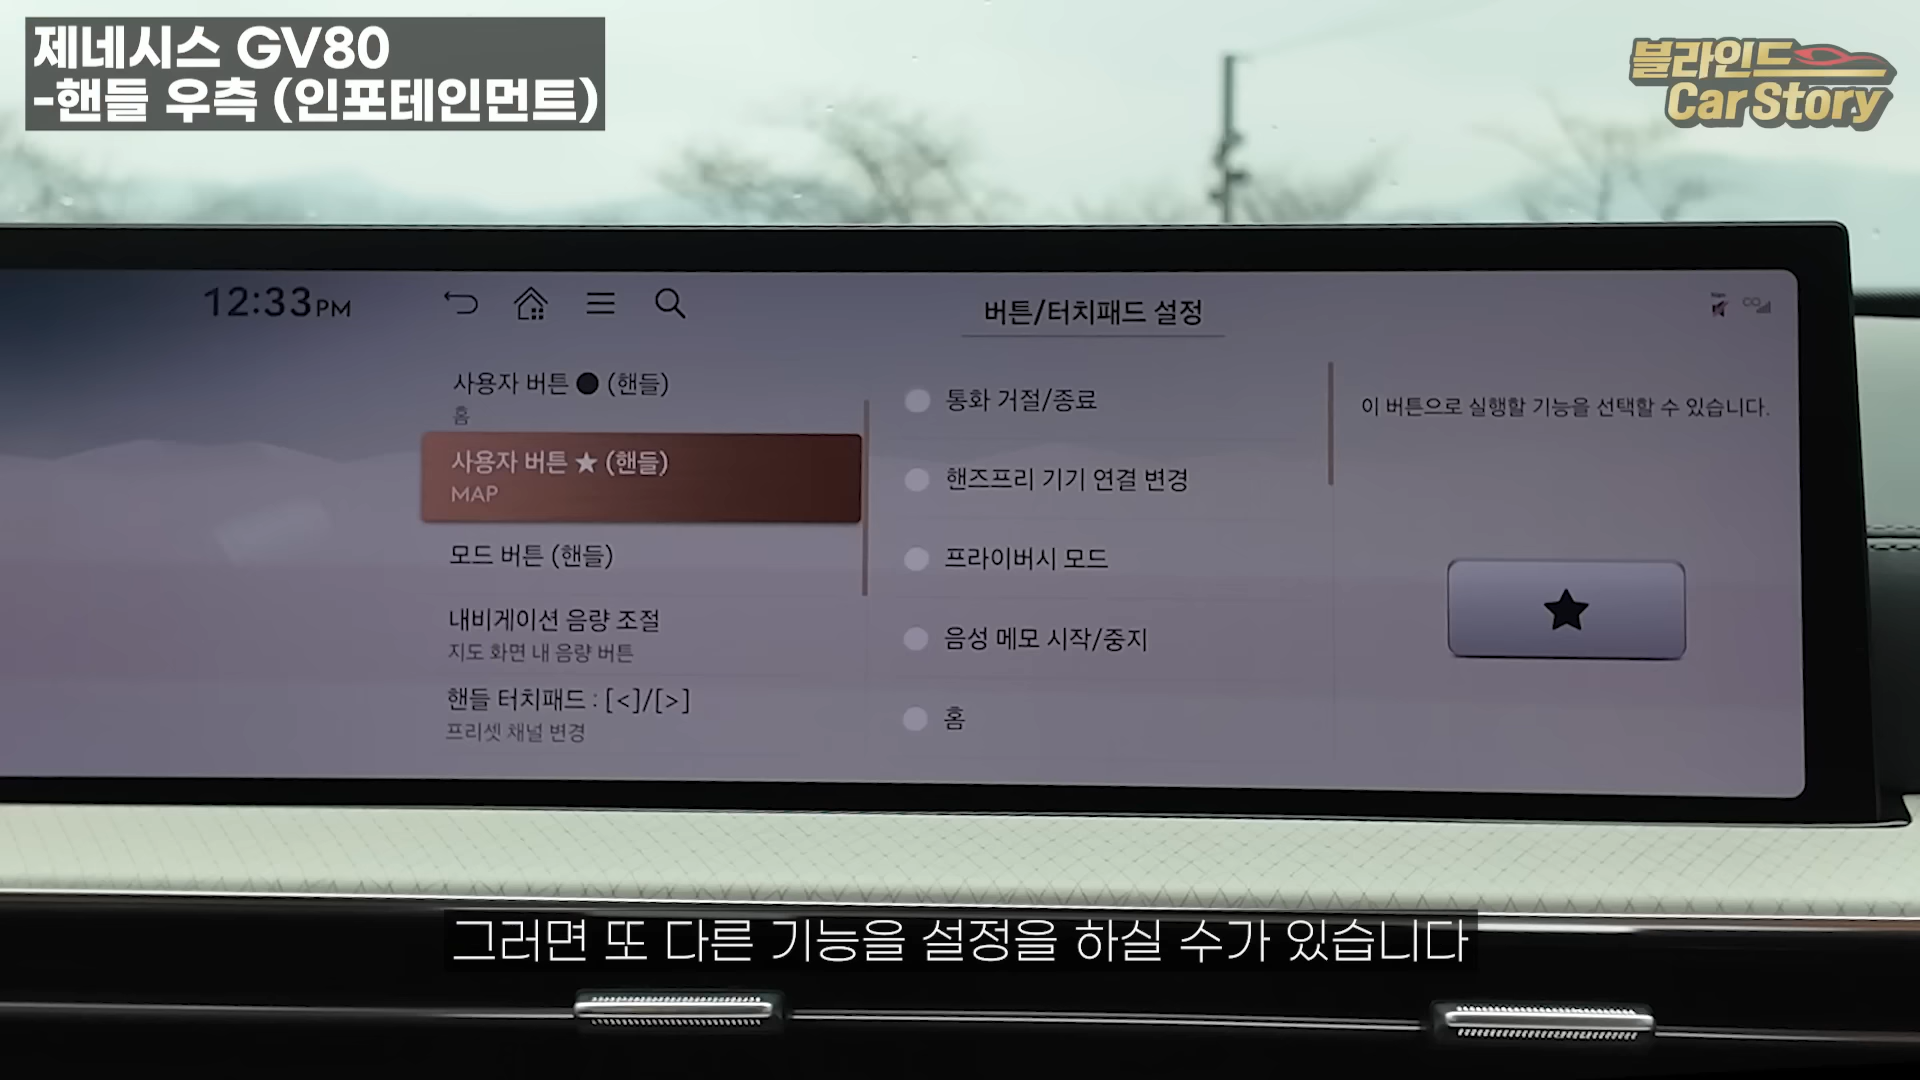 제네시스 GV80
-핸들 우측 (인포테인먼트)
블라인드
Car Story
12:33 PM
버튼/터치패드 설정
사용자 버튼 ● (핸들)
홈
사용자 버튼 ★ (핸들)
MAP
모드 버튼 (핸들)
내비게이션 음량 조절
지도 화면 내 음량 버튼
핸들 터치패드 : [<]/[>]
프리셋 채널 변경
통화 거절/종료
핸즈프리 기기 연결 변경
프라이버시 모드
음성 메모 시작/중지
홈
이 버튼으로 실행할 기능을 선택할 수 있습니다.
그러면 또 다른 기능을 설정을 하실 수가 있습니다